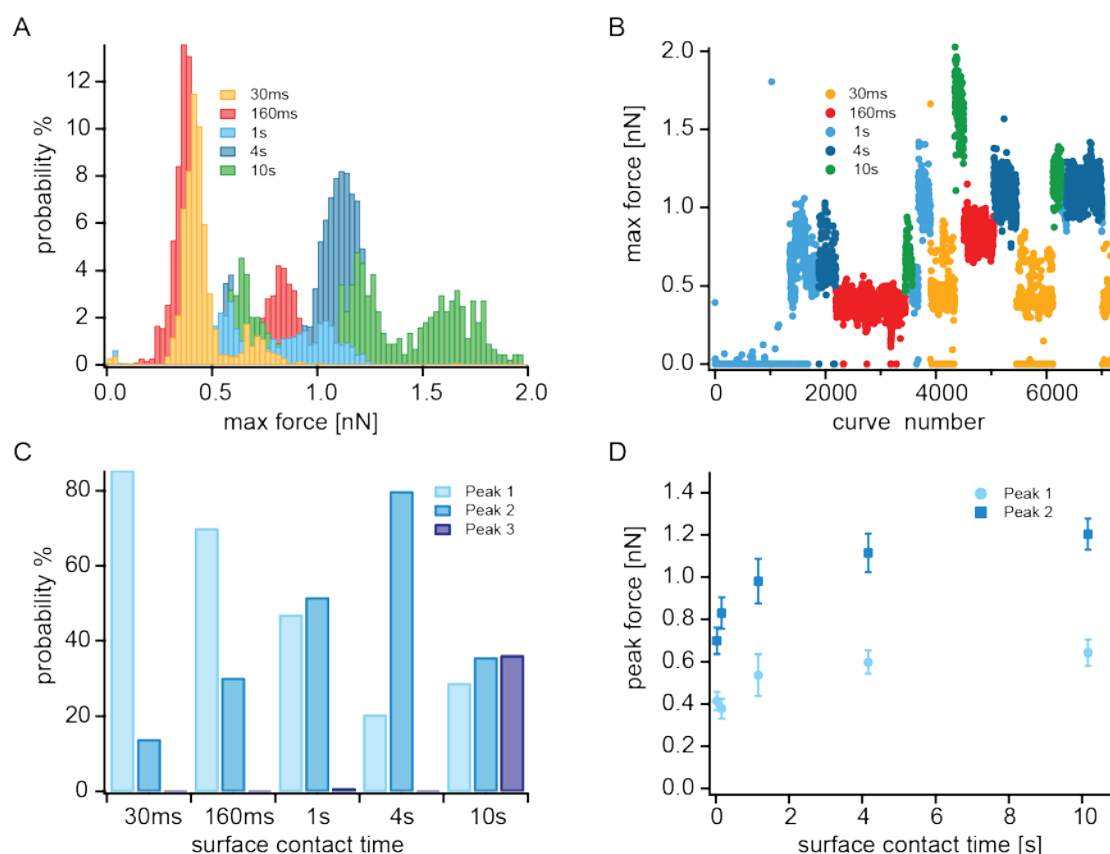 A
probability %
12
10
8
6
4
2
0
30ms
160ms
1s
4s
10s
0.0 0.5 1.0 1.5 2.0
max force [nN]
B
max force [nN]
2.0
1.5
1.0
0.5
0.0
30ms
160ms
1s
4s
10s
0 2000 4000 6000
curve number
C
probability %
80
60
40
20
0
Peak 1
Peak 2
Peak 3
30ms 160ms 1s 4s 10s
surface contact time
D
peak force [nN]
1.4
1.2
1.0
0.8
0.6
0.4
0.2
0.0
Peak 1
Peak 2
0 2 4 6 8 10
surface contact time [s]